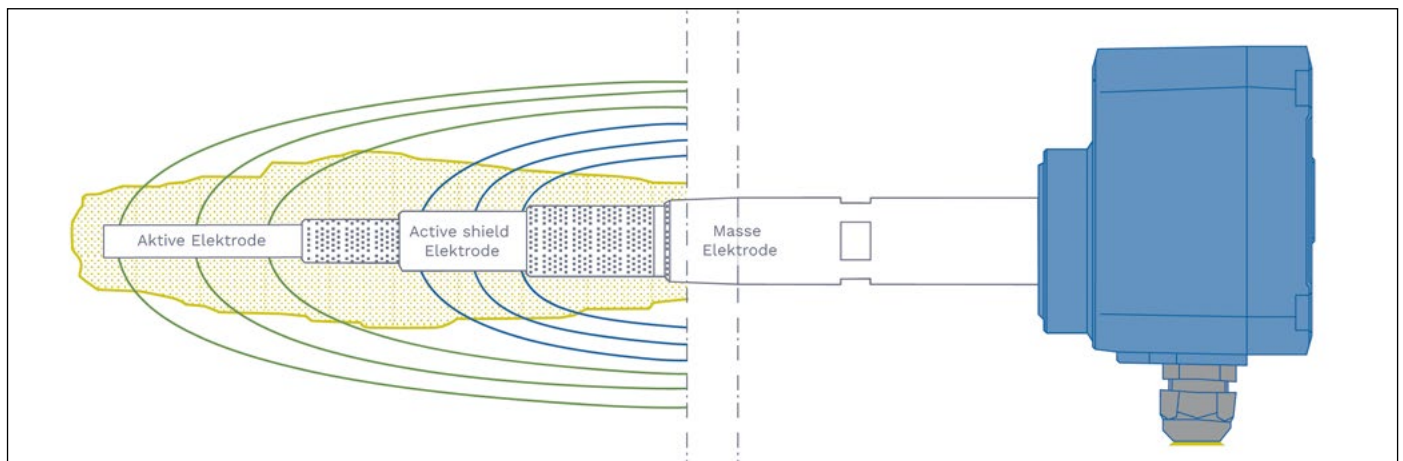 Aktive Elektrode
Active shield
Elektrode
Masse
Elektrode